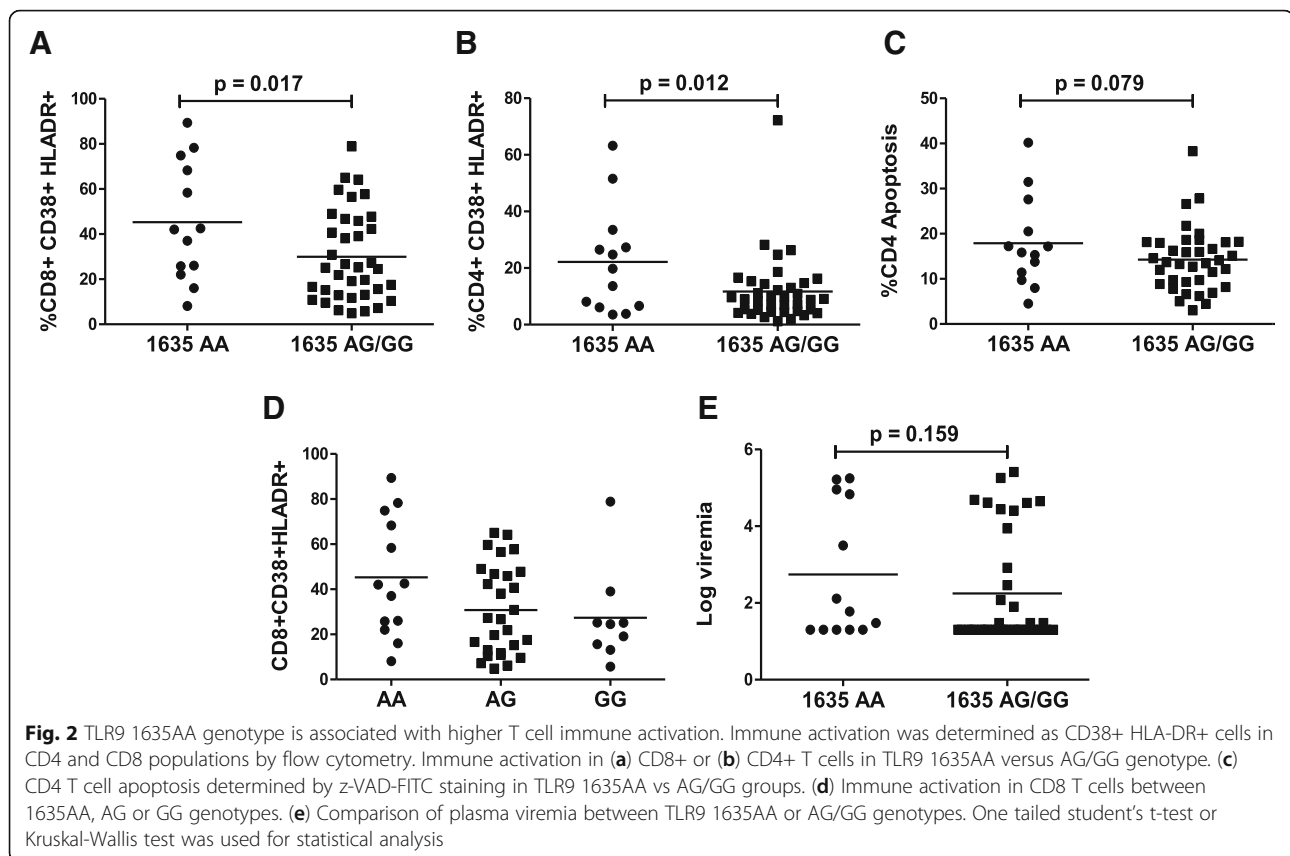 A
p = 0.017
%CD8+ CD38+ HLADR+
100
80
60
40
20
0
1635 AA
1635 AG/GG
B
p = 0.012
%CD4+ CD38+ HLADR+
80
60
40
20
0
1635 AA
1635 AG/GG
C
p = 0.079
%CD4 Apoptosis
50
40
30
20
10
0
1635 AA
1635 AG/GG
D
CD8+CD38+HLADR+
100
80
60
40
20
0
AA
AG
GG
E
p = 0.159
Log viremia
6
4
2
0
1635 AA
1635 AG/GG
Fig. 2 TLR9 1635AA genotype is associated with higher T cell immune activation. Immune activation was determined as CD38+ HLA-DR+ cells in
CD4 and CD8 populations by flow cytometry. Immune activation in (a) CD8+ or (b) CD4+ T cells in TLR9 1635AA versus AG/GG genotype. (c)
CD4 T cell apoptosis determined by z-VAD-FITC staining in TLR9 1635AA vs AG/GG groups. (d) Immune activation in CD8 T cells between
1635AA, AG or GG genotypes. (e) Comparison of plasma viremia between TLR9 1635AA or AG/GG genotypes. One tailed student's t-test or
Kruskal-Wallis test was used for statistical analysis